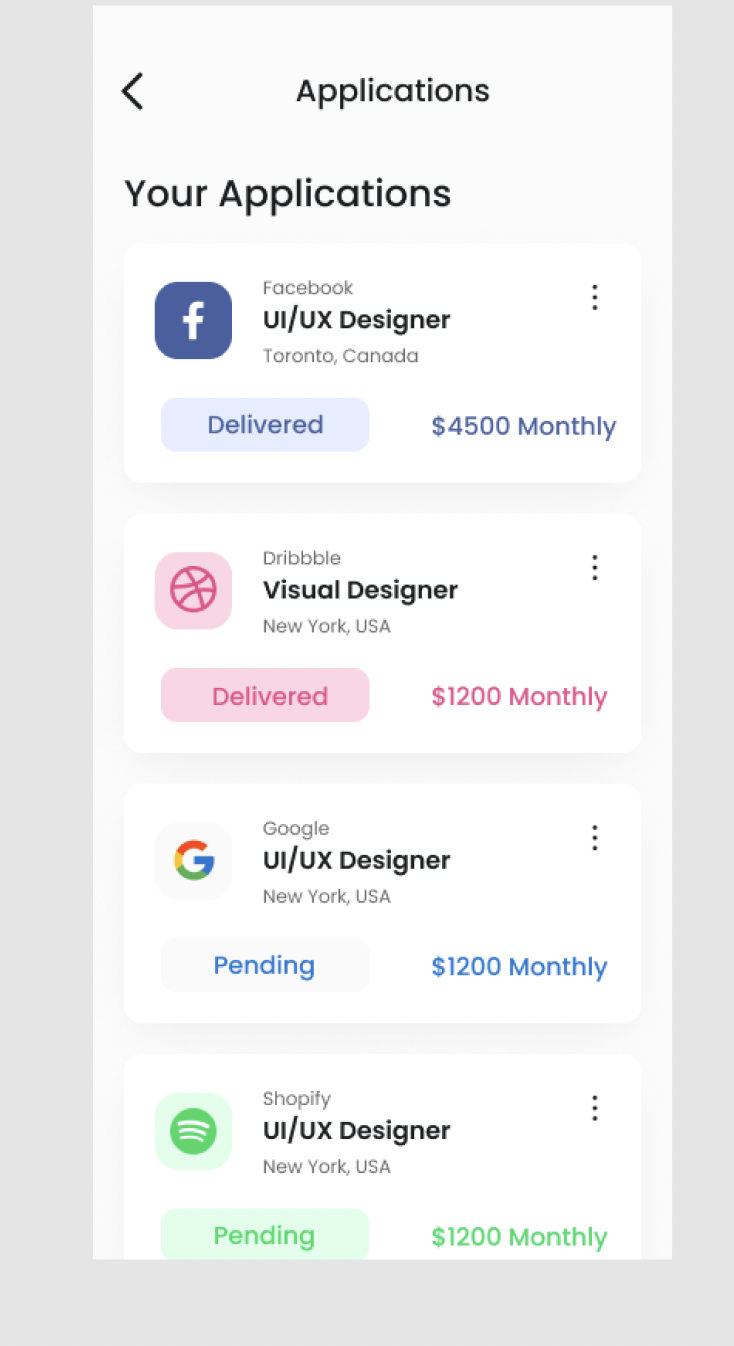 Applications
Your Applications
Facebook
UI/UX Designer
Toronto, Canada
Delivered
$4500 Monthly
Dribbble
Visual Designer
New York, USA
Delivered
$1200 Monthly
Google
UI/UX Designer
New York, USA
Pending
$1200 Monthly
Shopify
UI/UX Designer
New York, USA
Pending
$1200 Monthly